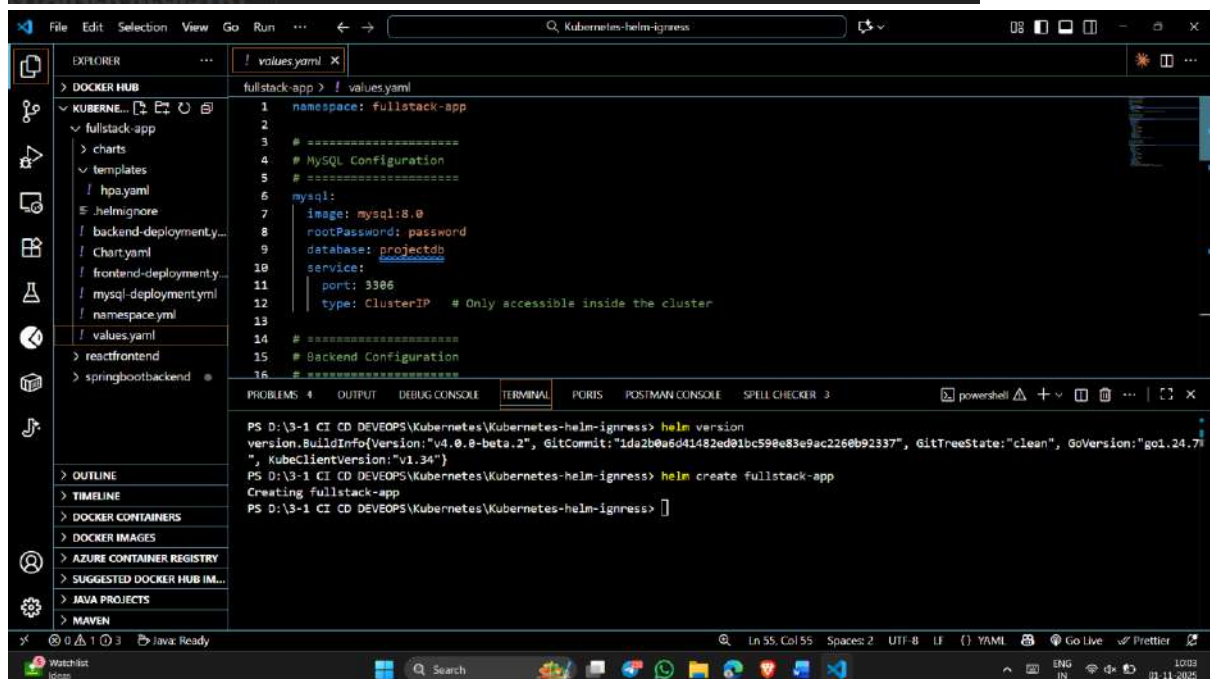 File Edit Selection View Go Run ··· Kubernetes-helm-ignress
EXPLORER ···
! values.yaml
DOCKER HUB
KUBERNE...
fullstack-app
charts
templates
! hpa.yaml
.helmignore
! backend-deployment.y...
! Chart.yaml
! frontend-deployment.y...
! mysql-deployment.yml
! namespace.yml
! values.yaml
reactfrontend
springbootbackend
OUTLINE
TIMELINE
DOCKER CONTAINERS
DOCKER IMAGES
AZURE CONTAINER REGISTRY
SUGGESTED DOCKER HUB IM...
JAVA PROJECTS
MAVEN
fullstack-app > ! values.yaml
1 namespace: fullstack-app
2
3 # =====================
4 # MySQL Configuration
5 # =====================
6 mysql:
7 image: mysql:8.0
8 rootPassword: password
9 database: projectdb
10 service:
11 port: 3306
12 type: ClusterIP # Only accessible inside the cluster
13
14 # =====================
15 # Backend Configuration
16 # =====================
PROBLEMS 4 OUTPUT DEBUG CONSOLE TERMINAL PORTS POSTMAN CONSOLE SPELL CHECKER 3 powershell
PS D:\3-1 CI CD DEVEOPS\Kubernetes\Kubernetes-helm-ignress> helm version
version.BuildInfo{Version:"v4.0.0-beta.2", GitCommit:"1da2b0a6d41482ed01bc590e83e9ac2260b92337", GitTreeState:"clean", GoVersion:"go1.24.7
", KubeClientVersion:"v1.34"}
PS D:\3-1 CI CD DEVEOPS\Kubernetes\Kubernetes-helm-ignress> helm create fullstack-app
Creating fullstack-app
PS D:\3-1 CI CD DEVEOPS\Kubernetes\Kubernetes-helm-ignress>
0 1 3 Java: Ready Ln 55, Col 55 Spaces: 2 UTF-8 LF {} YAML Go Live Prettier
Watchlist
Ideas
Search
ENG
IN
10:03
01-11-2025